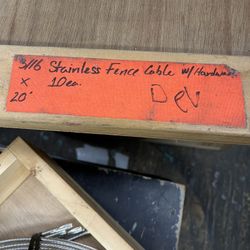 3/16 Stainless Fence Cable w/ Hardware
x 10ea.
20'
Dev